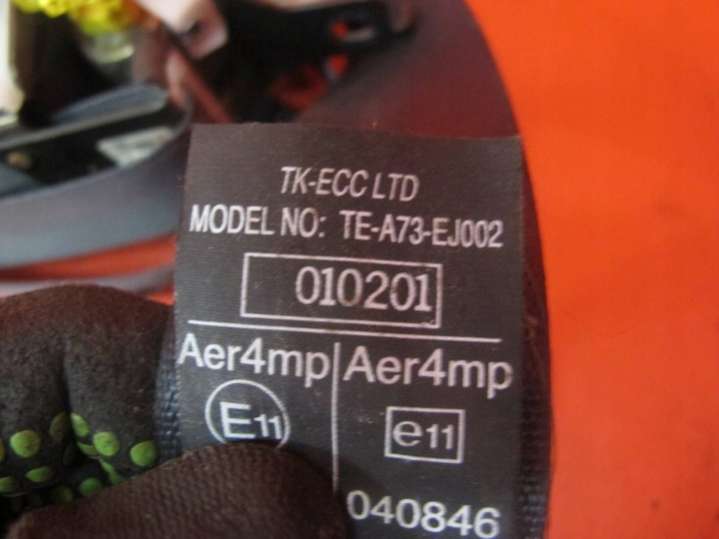 TK-ECC LTD
MODEL NO: TE-A73-EJ002
010201
Aer4mp Aer4mp
E11 e11
040846